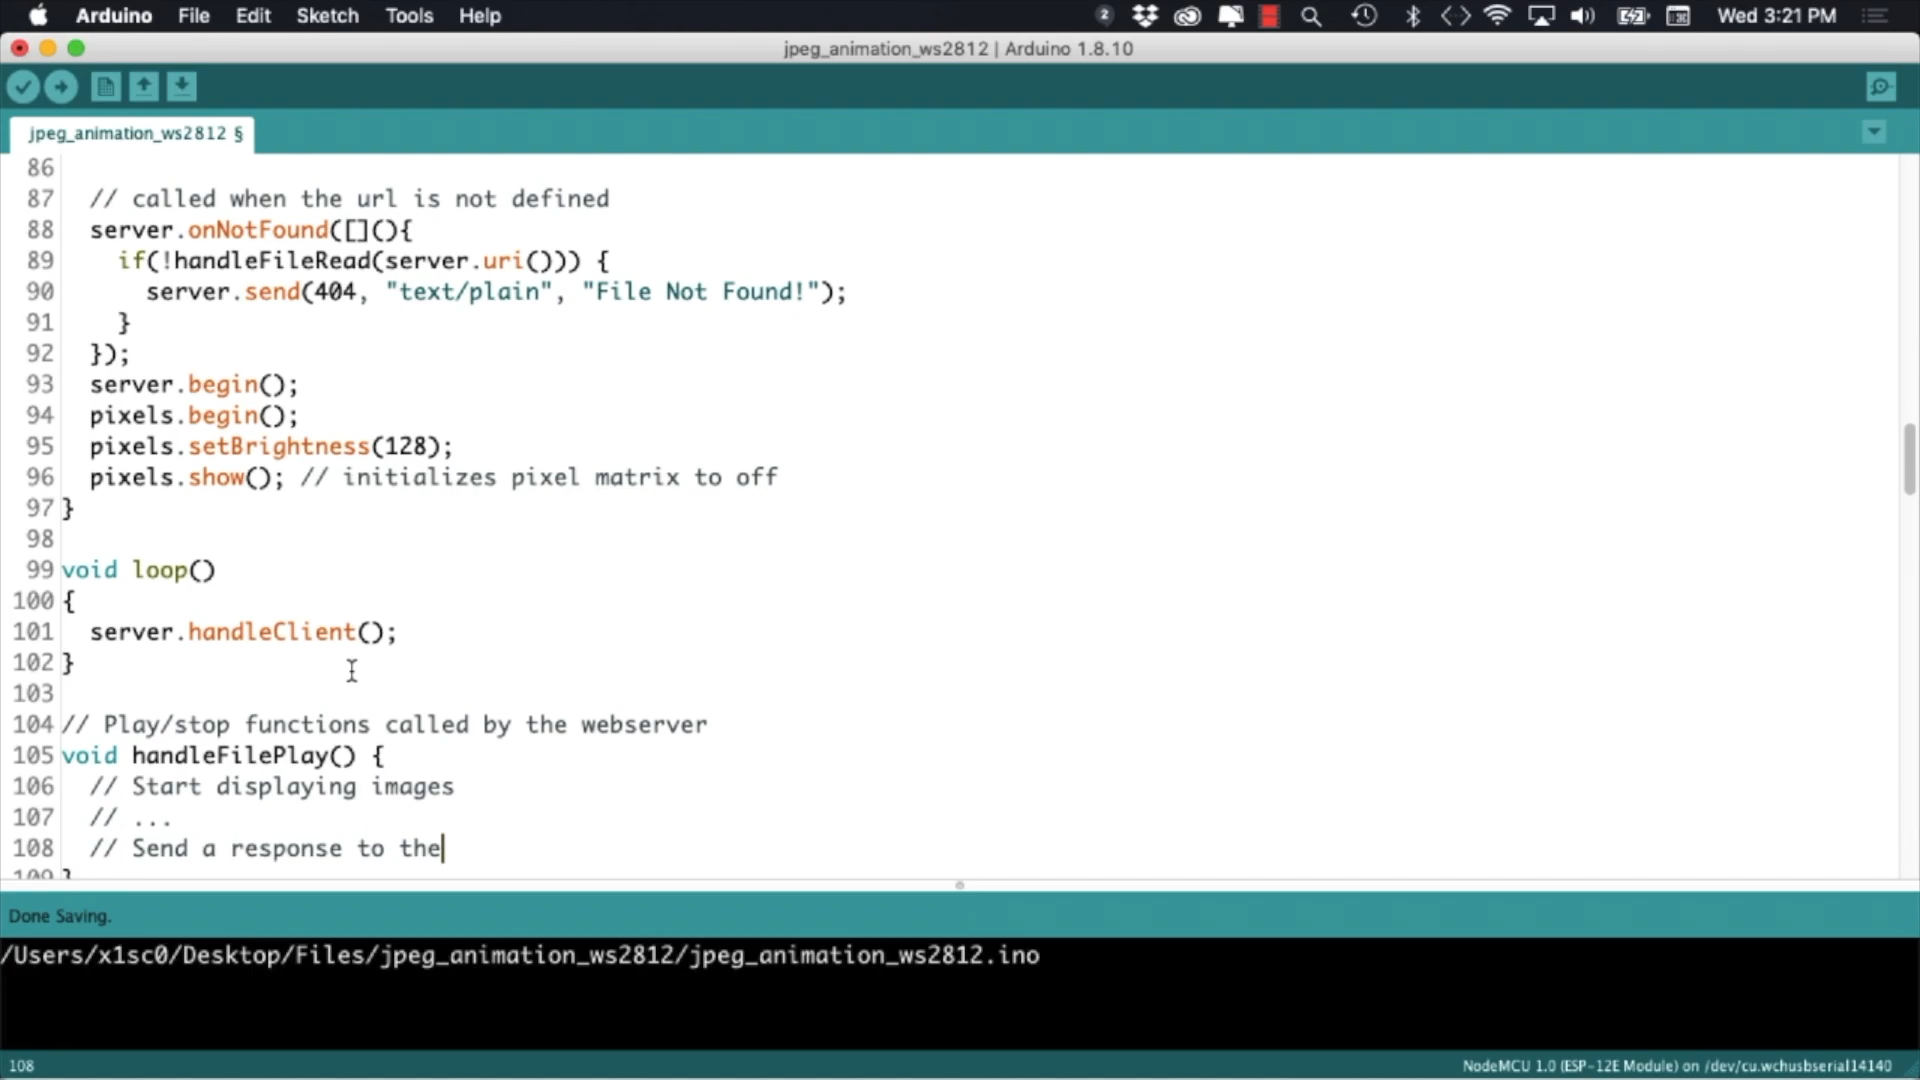 Arduino File Edit Sketch Tools Help 2 Wed 3:21 PM
jpeg_animation_ws2812 | Arduino 1.8.10
jpeg_animation_ws2812 §
86
87 // called when the url is not defined
88 server.onNotFound([](){
89 if(!handleFileRead(server.uri())) {
90 server.send(404, "text/plain", "File Not Found!");
91 }
92 });
93 server.begin();
94 pixels.begin();
95 pixels.setBrightness(128);
96 pixels.show(); // initializes pixel matrix to off
97 }
98
99 void loop()
100 {
101 server.handleClient();
102 }
103
104 // Play/stop functions called by the webserver
105 void handleFilePlay() {
106 // Start displaying images
107 // ...
108 // Send a response to the
109 }
Done Saving.
/Users/x1sc0/Desktop/Files/jpeg_animation_ws2812/jpeg_animation_ws2812.ino
108 NodeMCU 1.0 (ESP-12E Module) on /dev/cu.wchusbserial14140